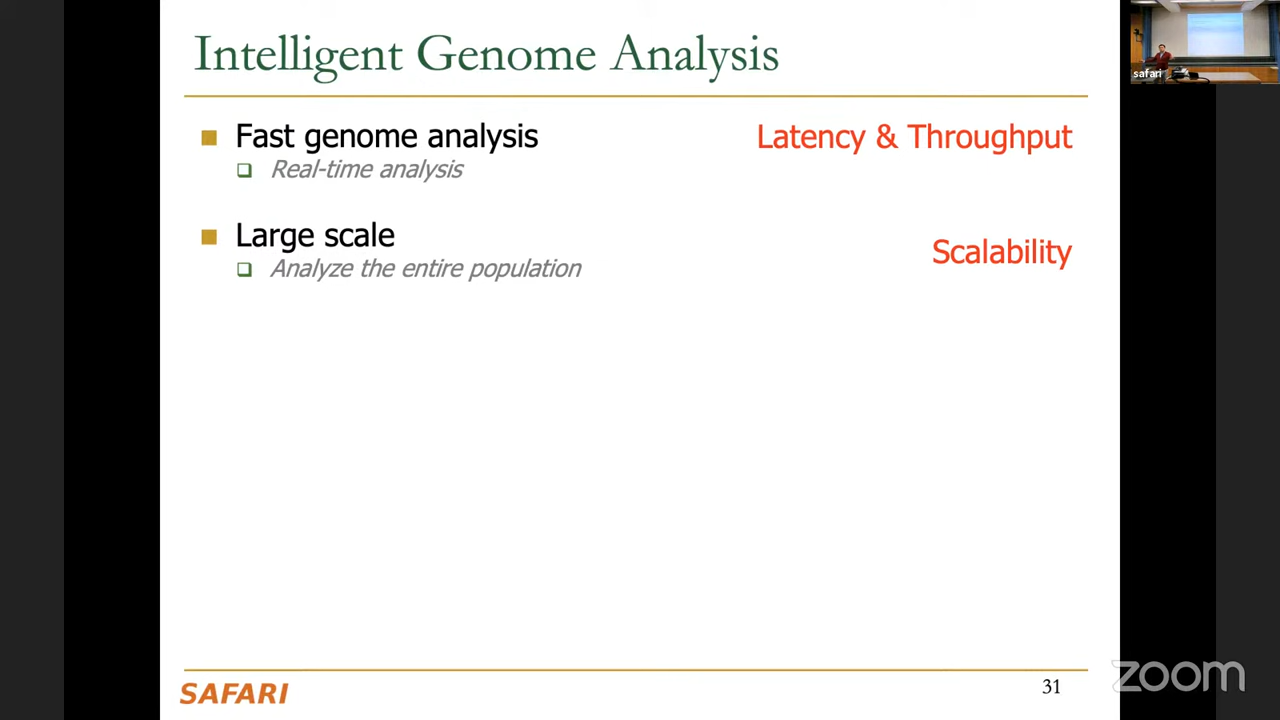 Intelligent Genome Analysis
Fast genome analysis
Latency & Throughput
Real-time analysis
Large scale
Scalability
Analyze the entire population
SAFARI
31
zoom
safari